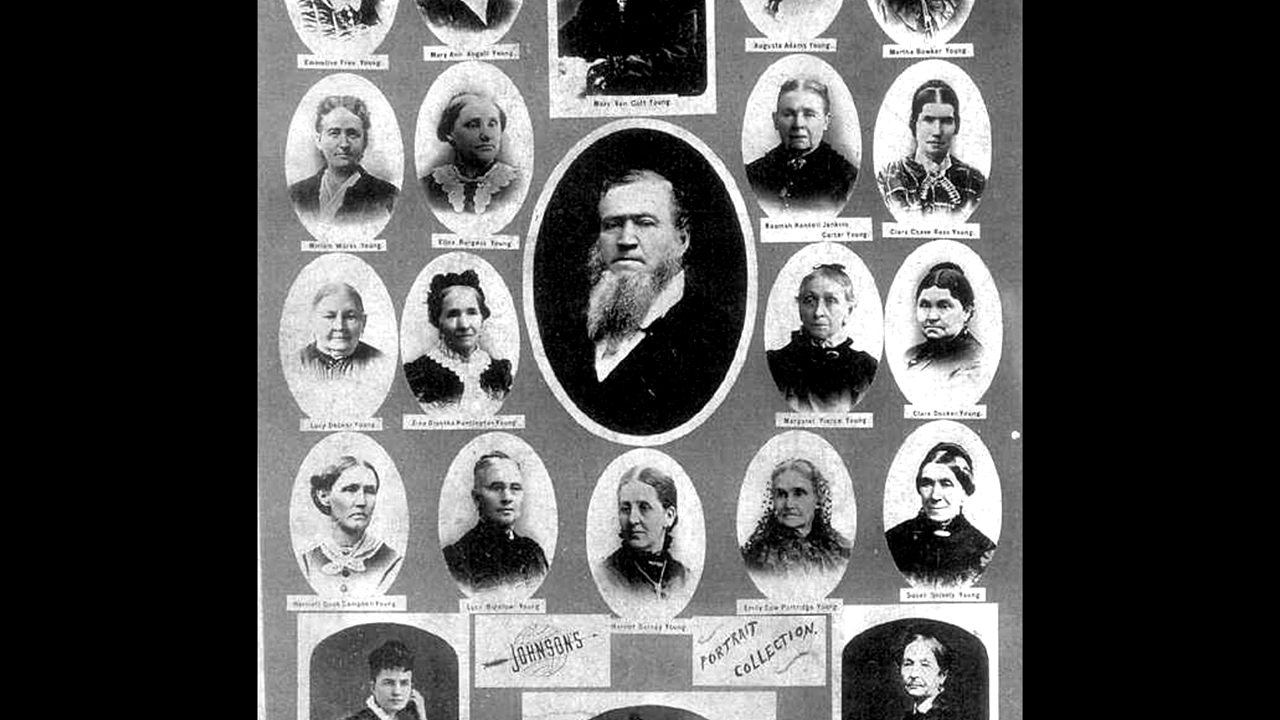 Emmeline Free Young.
Mary Ann Angell Young.
Augusta Adams Young.
Martha Bowker Young.
Mary Van Cott Young.
Miriam Works Young.
Eliza Burgess Young.
Naamah Kendell Jenkins
Carter Young.
Clara Chase Ross Young.
Lucy Decker Young.
Zina Diantha Huntington Young.
Margaret Pierce Young.
Clara Decker Young.
Harriett Cook Campbell Young.
Lucy Bigelow Young.
Harriet Barney Young.
Emily Dow Partridge Young.
Susan Snively Young.
JOHNSON'S
PORTRAIT
COLLECTION.